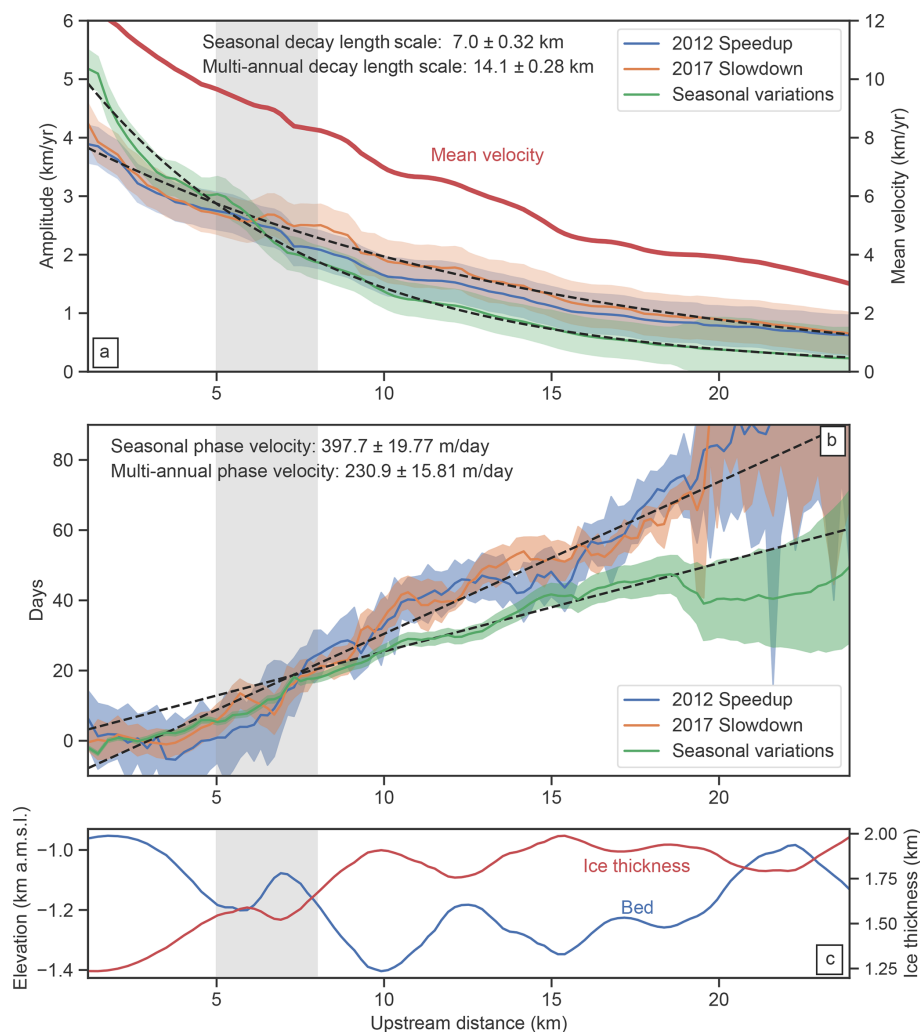 Seasonal decay length scale: 7.0 ± 0.32 km
Multi-annual decay length scale: 14.1 ± 0.28 km
2012 Speedup
2017 Slowdown
Seasonal variations
Mean velocity
Amplitude (km/yr)
0
1
2
3
4
5
6
Mean velocity (km/yr)
0
2
4
6
8
10
12
a
5
10
15
20
Seasonal phase velocity: 397.7 ± 19.77 m/day
Multi-annual phase velocity: 230.9 ± 15.81 m/day
b
Days
0
20
40
60
80
2012 Speedup
2017 Slowdown
Seasonal variations
5
10
15
20
Elevation (km a.m.s.l.)
−1.0
−1.2
−1.4
Ice thickness
Bed
Ice thickness (km)
2.00
1.75
1.50
1.25
c
5
10
15
20
Upstream distance (km)